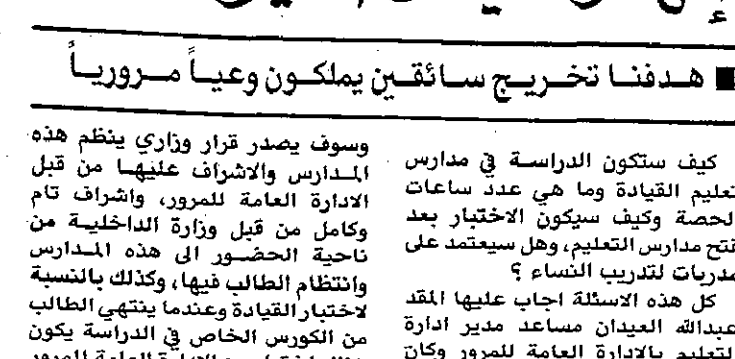 ■ هدفنا تخريج سائقين يملكون وعياً مرورياً
كيف ستكون الدراسة في مدارس
تعليم القيادة وما هي عدد ساعات
الحصة وكيف سيكون الاختبار بعد
فتح مدارس التعليم، وهل سيعتمد على
مدربات لتدريب النساء ؟
كل هذه الاسئلة اجاب عليها المقد
عبدالله العيدان مساعد مدير ادارة
التعليم بالادارة العامة للمرور وكان
وسوف يصدر قرار وزاري ينظم هذه
المدارس والاشراف عليها من قبل
الادارة العامة للمرور، واشراف تام
وكامل من قبل وزارة الداخلية من
ناحية الحضور الى هذه المدارس
وانتظام الطالب فيها، وكذلك بالنسبة
لاختبار القيادة وعندما ينتهي الطالب
من الكورس الخاص في الدراسة يكون
الادارة العامة للمرور